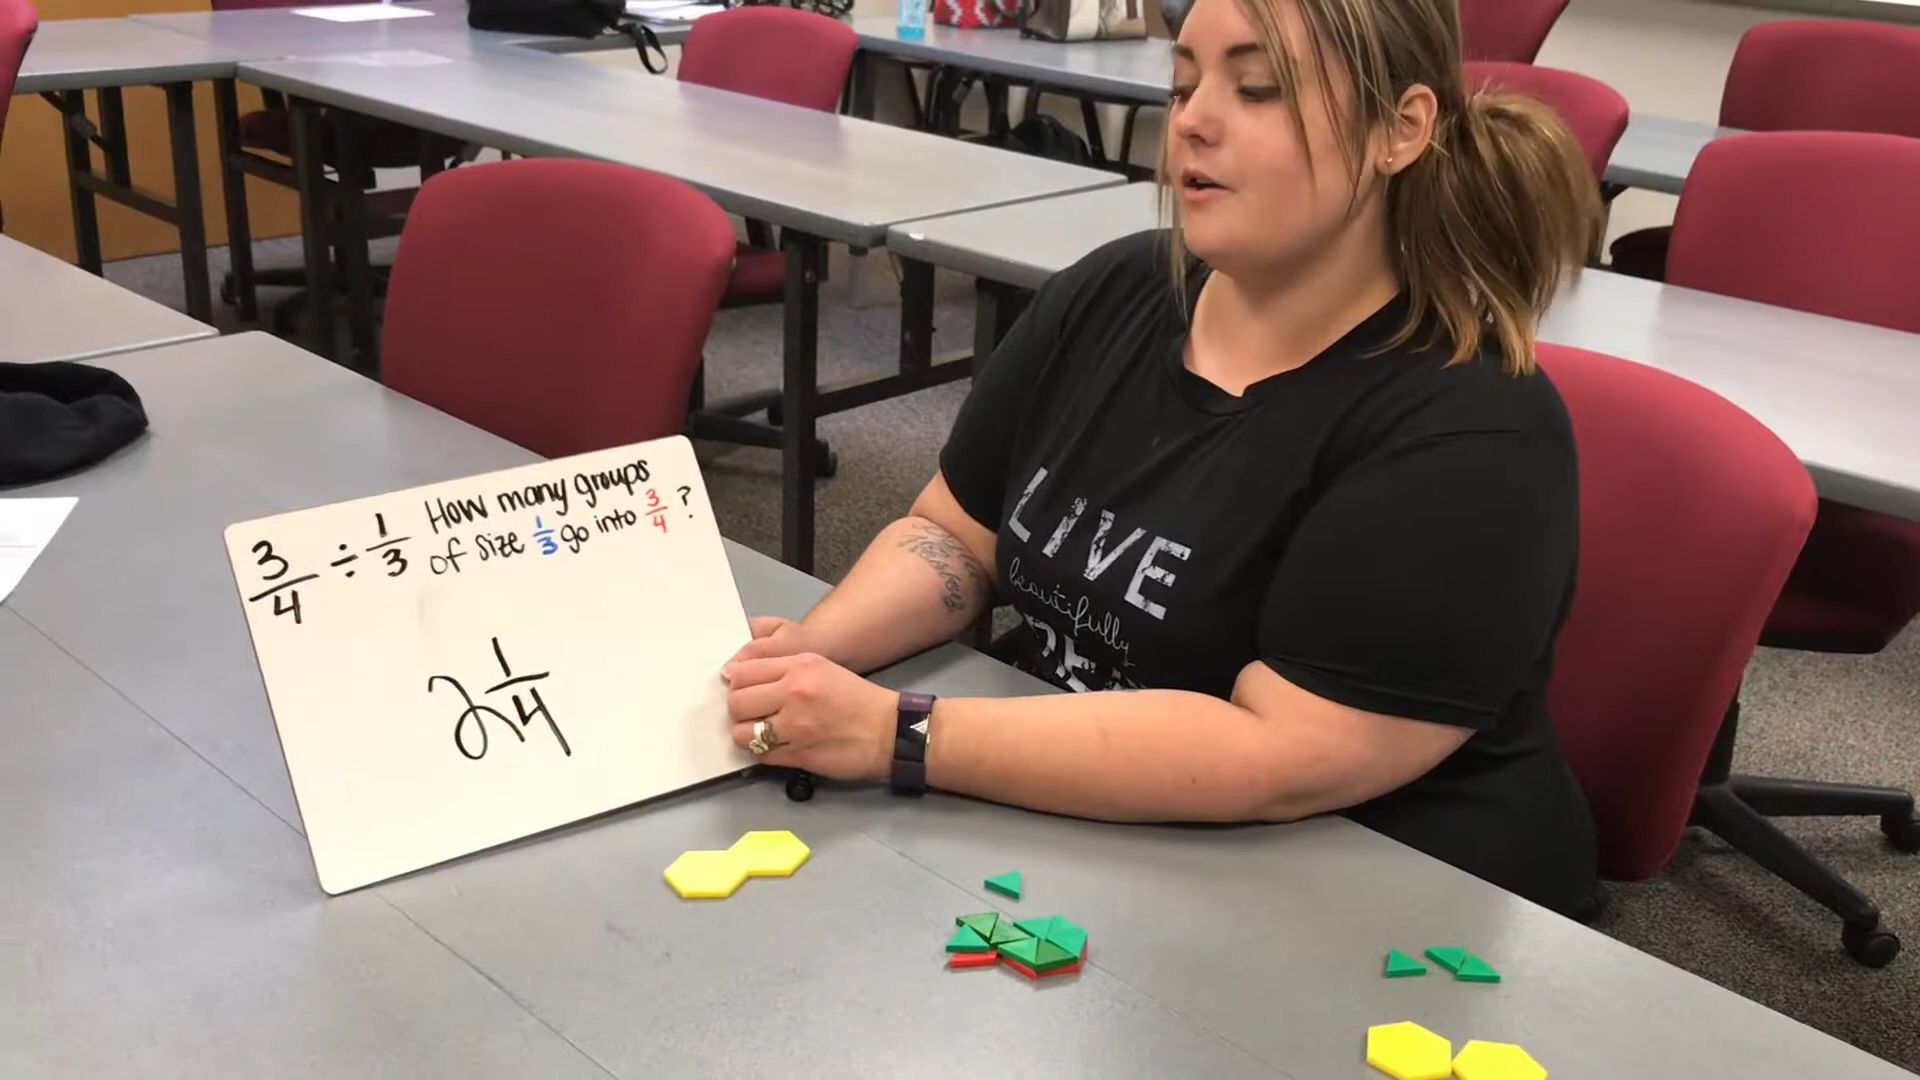 3/4 ÷ 1/3 How many groups
of size 1/3 go into 3/4 ?
2 1/4
LIVE
beautifully